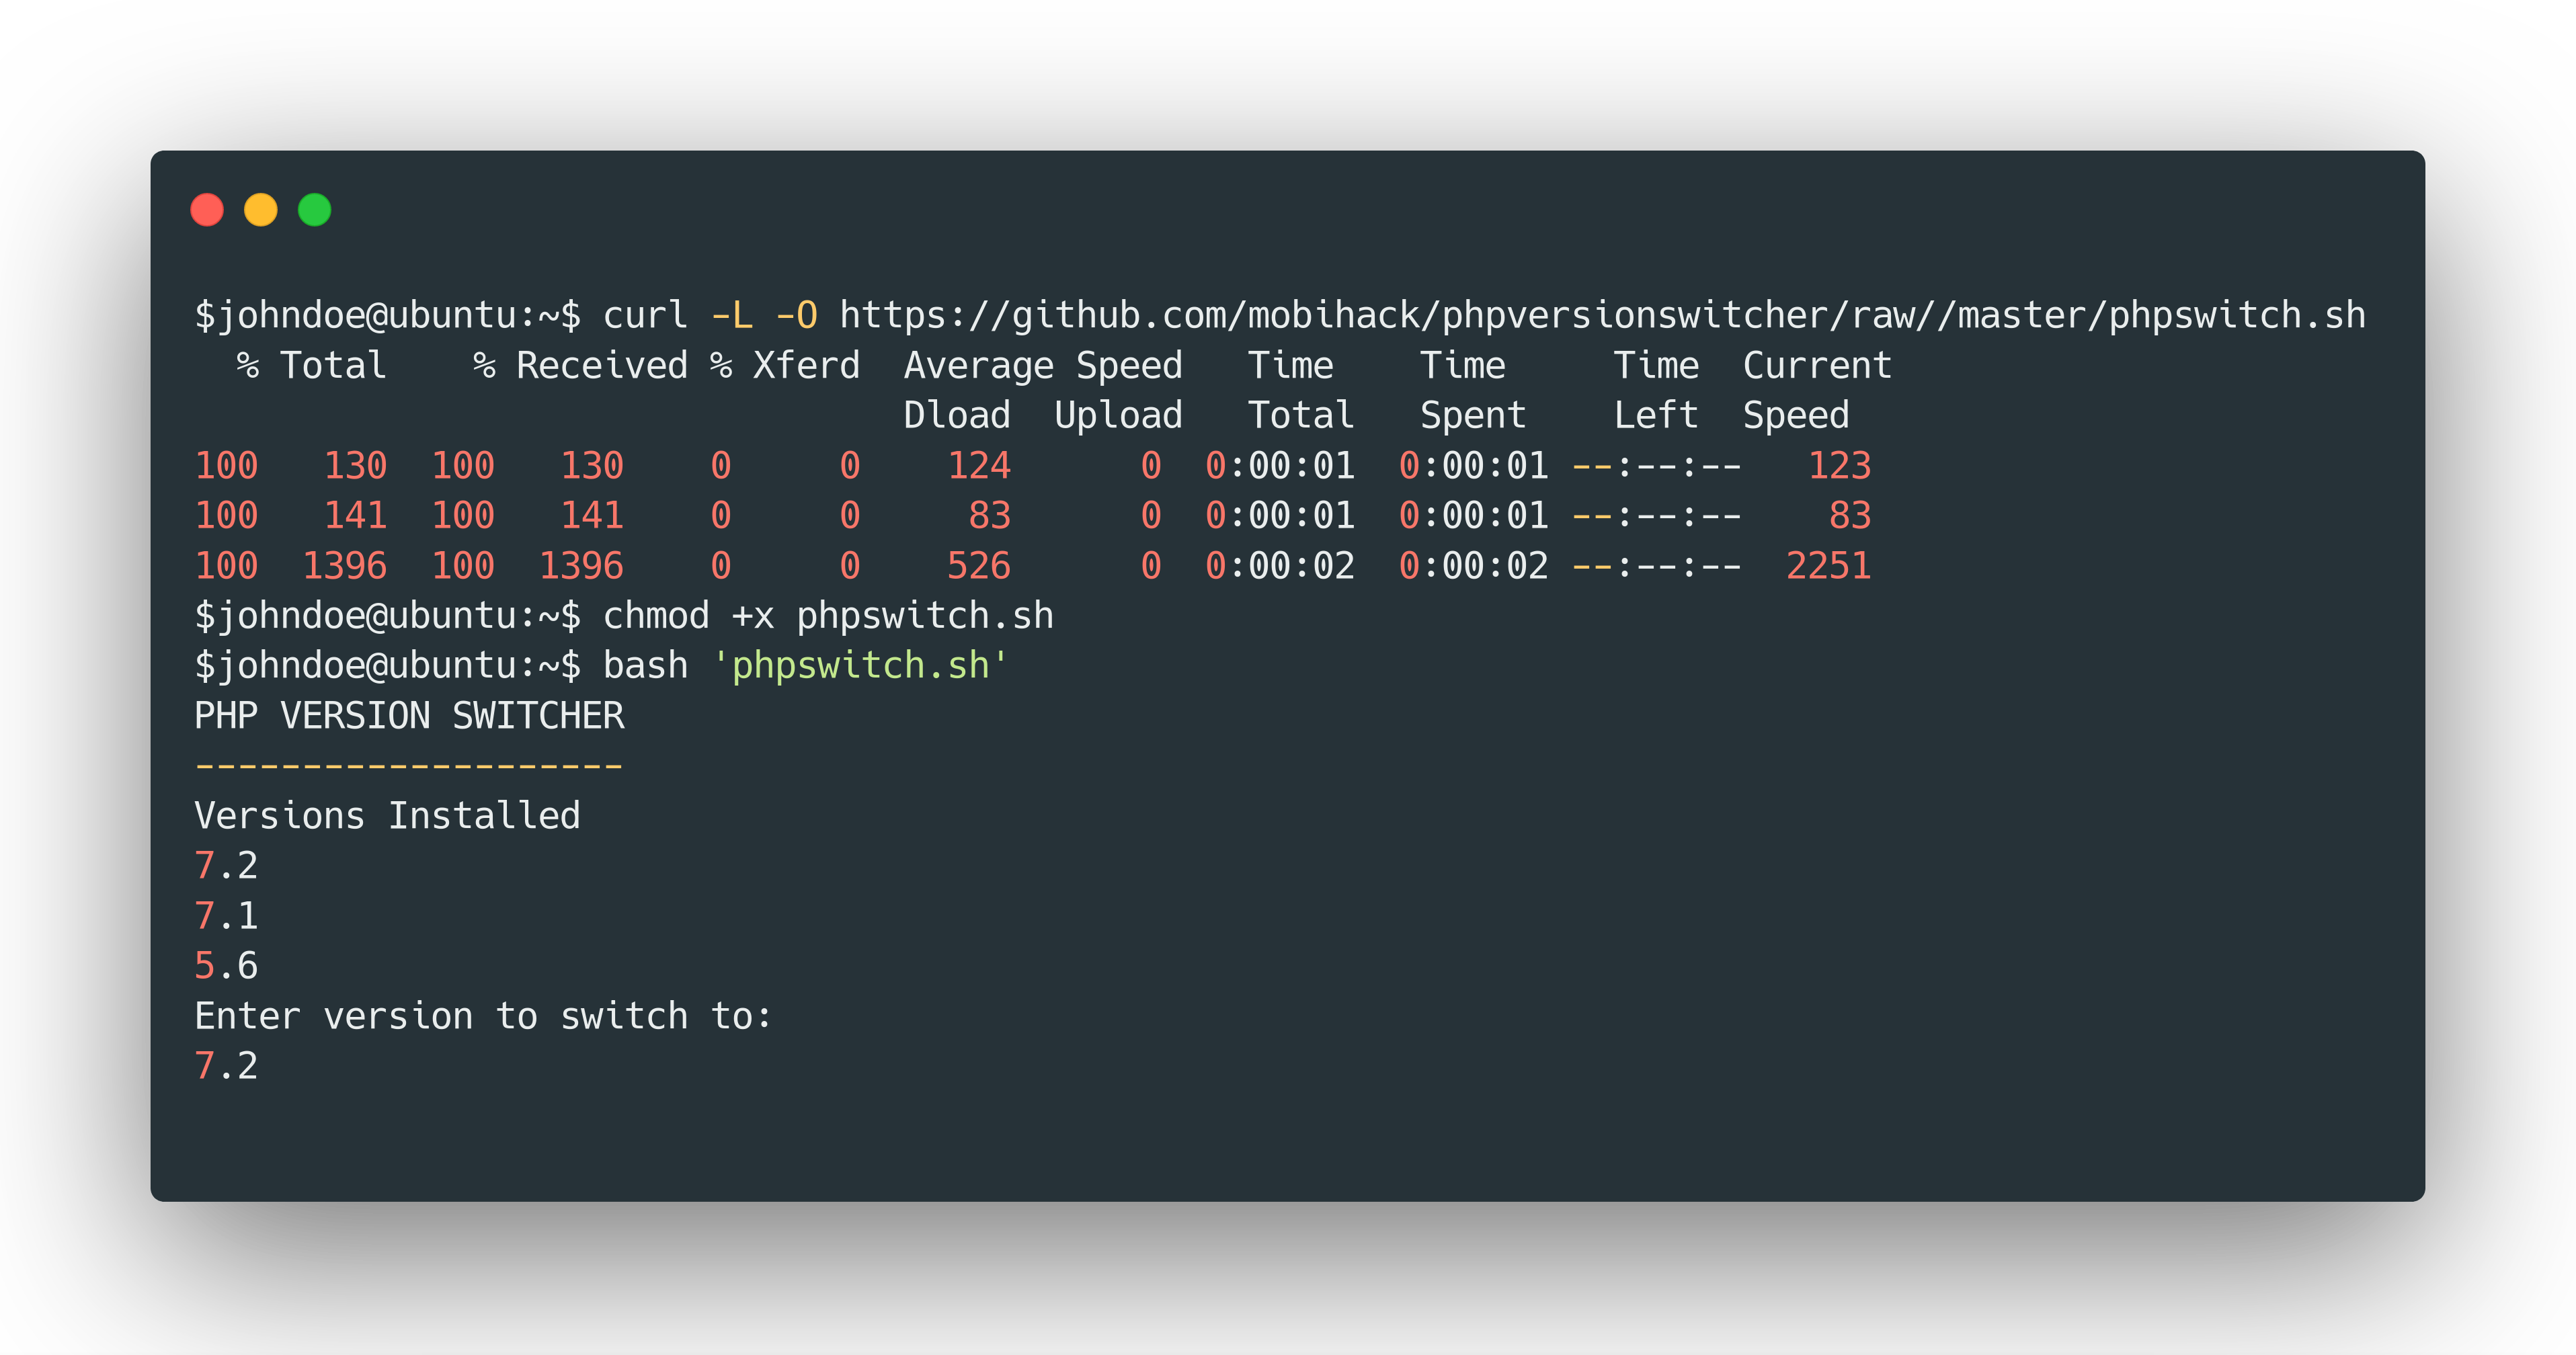 $johndoe@ubuntu:~$ curl -L -O https://github.com/mobihack/phpversionswitcher/raw//master/phpswitch.sh
  % Total    % Received % Xferd  Average Speed   Time    Time     Time  Current
                                 Dload  Upload   Total   Spent    Left  Speed
100   130  100   130    0     0    124      0  0:00:01  0:00:01 --:--:--   123
100   141  100   141    0     0     83      0  0:00:01  0:00:01 --:--:--    83
100  1396  100  1396    0     0    526      0  0:00:02  0:00:02 --:--:--  2251
$johndoe@ubuntu:~$ chmod +x phpswitch.sh
$johndoe@ubuntu:~$ bash 'phpswitch.sh'
PHP VERSION SWITCHER
--------------------
Versions Installed
7.2
7.1
5.6
Enter version to switch to:
7.2